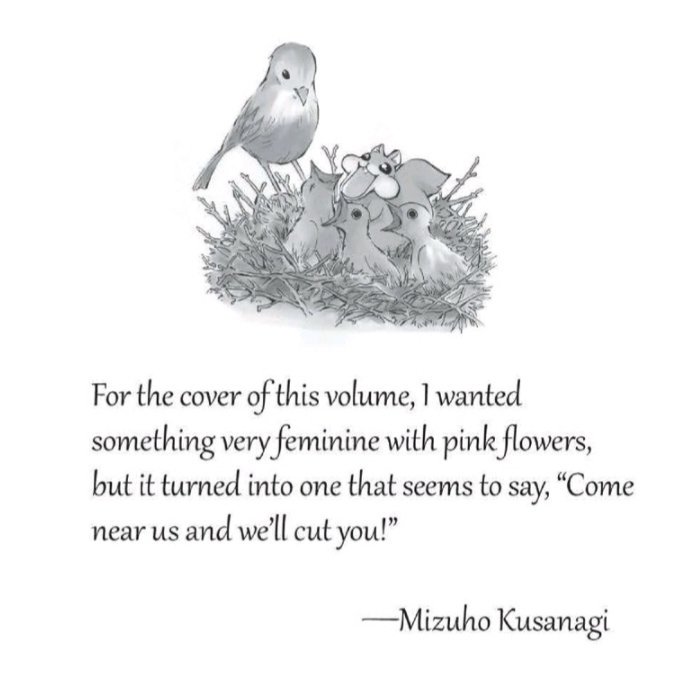 For the cover of this volume, I wanted
something very feminine with pink flowers,
but it turned into one that seems to say, “Come
near us and we’ll cut you!”
—Mizuho Kusanagi